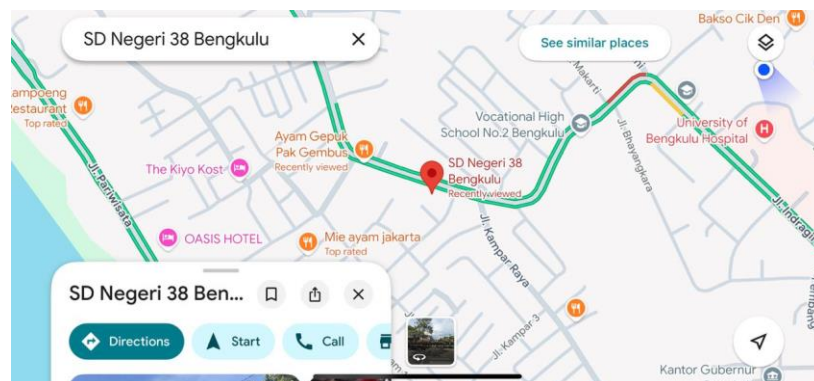 SD Negeri 38 Bengkulu
See similar places
Bakso Cik Den
Restaurant
Top rated
Ayam Gepuk
Pak Gembus
Recently viewed
Vocational High
School No.2 Bengkulu
Jl. Bhayangkara
University of
Bengkulu Hospital
The Kiyo Kost
SD Negeri 38
Bengkulu
Recently viewed
Jl. Pariwisata
Jl. Indragiri
OASIS HOTEL
Mie ayam jakarta
Top rated
Jl. Kampar Raya
SD Negeri 38 Ben...
Directions
Start
Call
Jl. Kampar 3
Kantor Gubernur